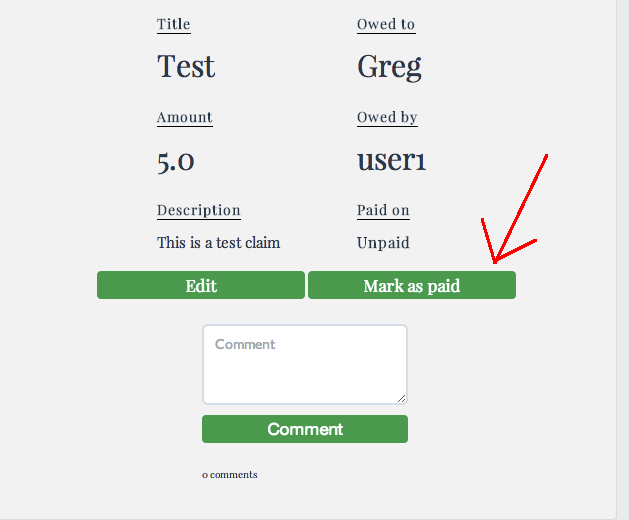 Title
Owed to
Test
Greg
Amount
Owed by
5.0
user1
Description
Paid on
This is a test claim
Unpaid
Edit
Mark as paid
Comment
Comment
0 comments